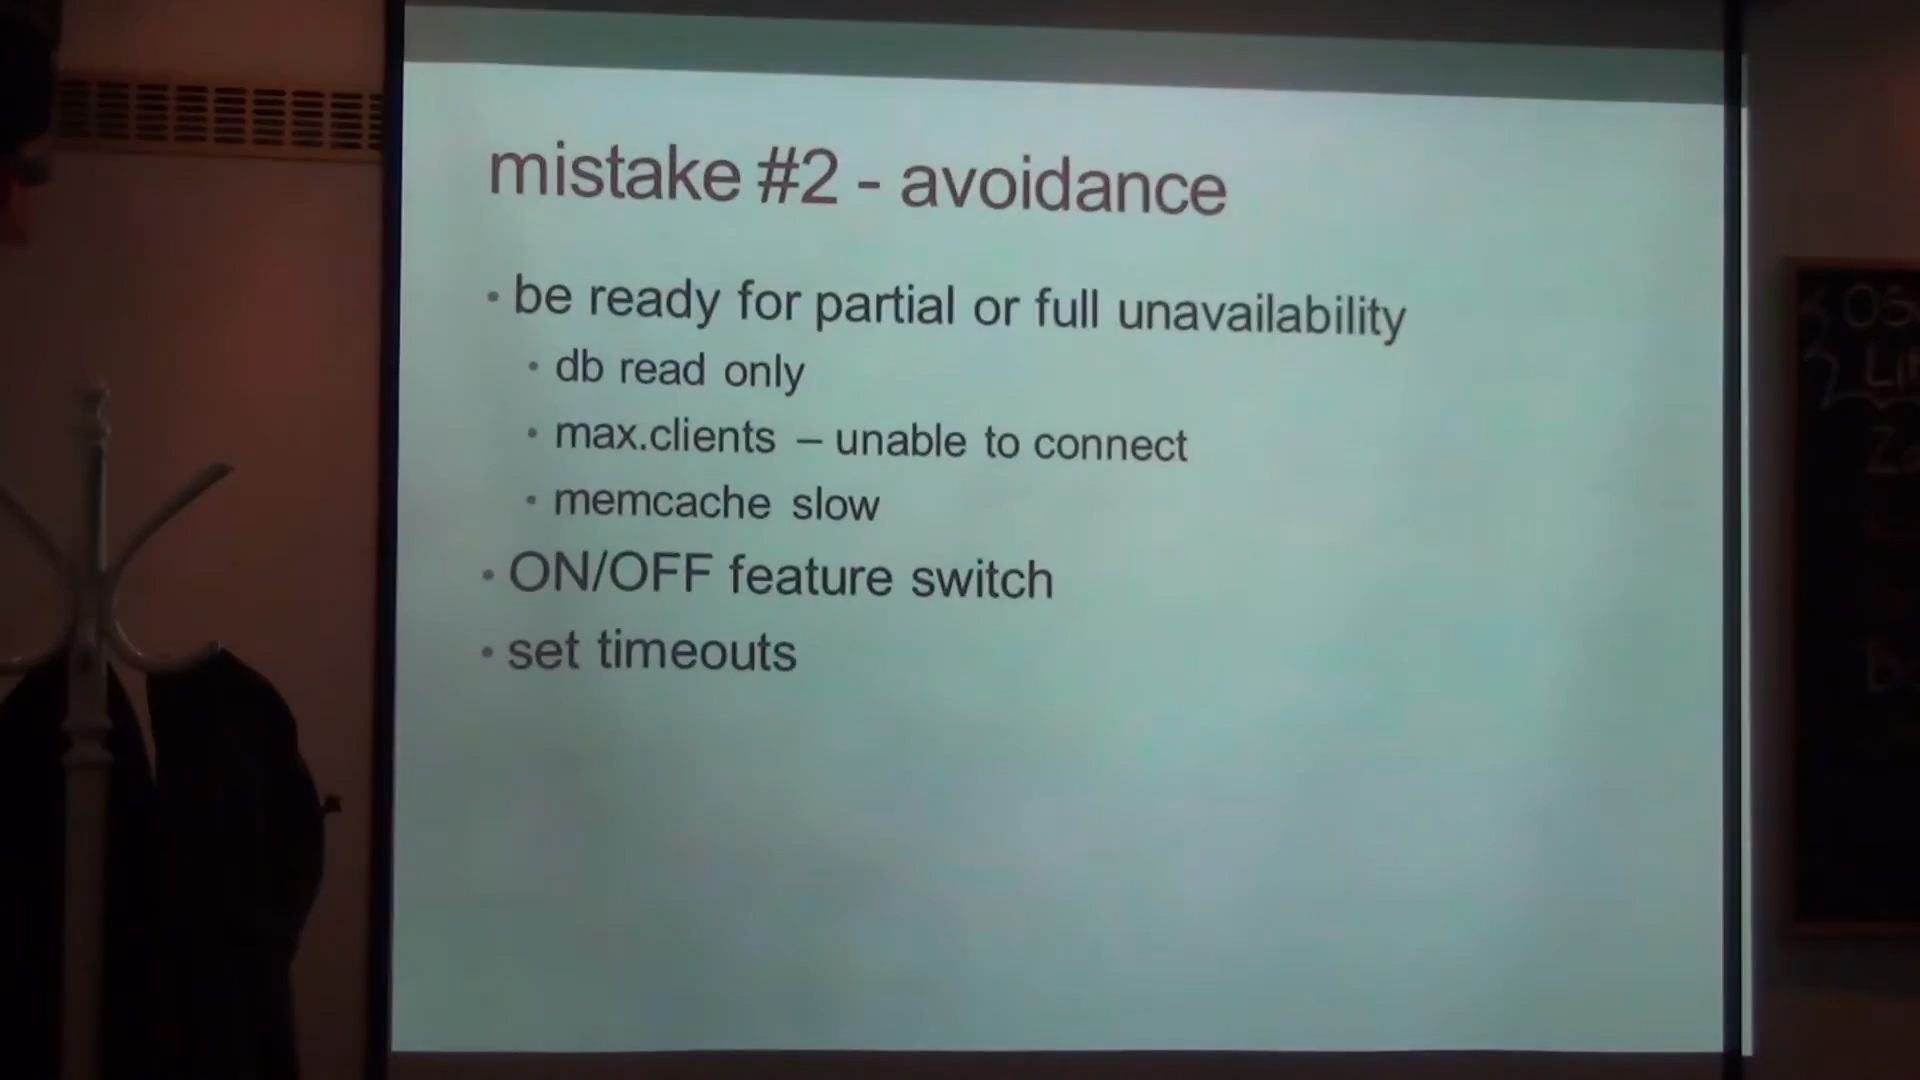 mistake #2 - avoidance
• be ready for partial or full unavailability
• db read only
• max.clients – unable to connect
• memcache slow
• ON/OFF feature switch
• set timeouts